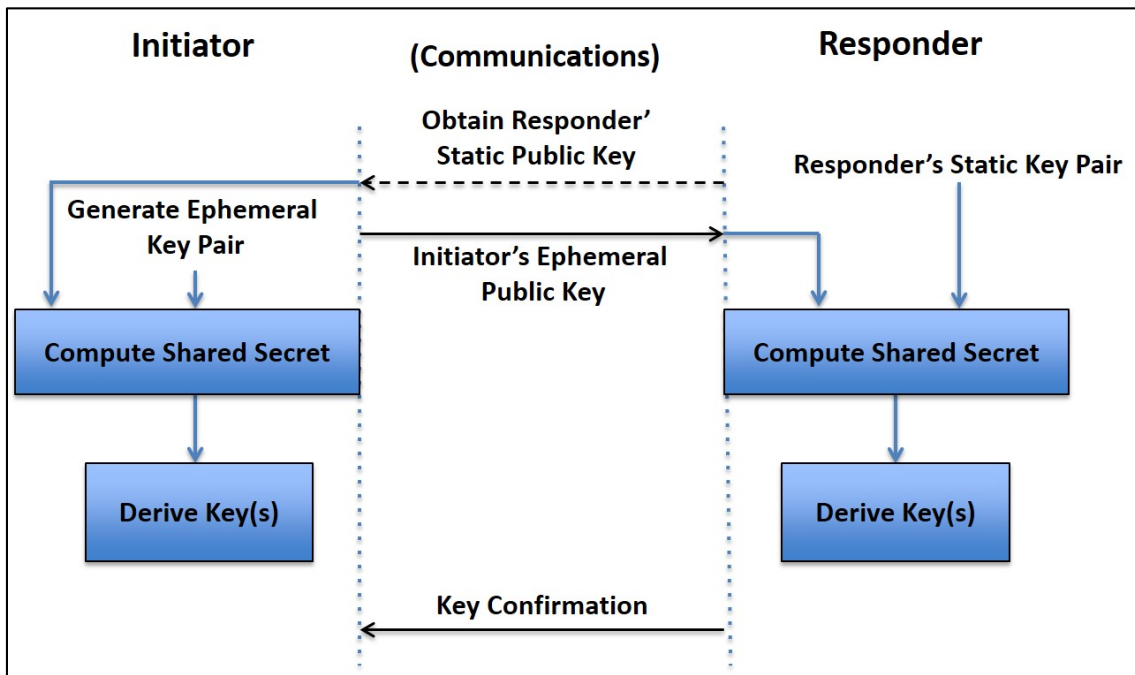 Initiator
(Communications)
Responder
Obtain Responder’
Static Public Key
Responder’s Static Key Pair
Generate Ephemeral
Key Pair
Initiator’s Ephemeral
Public Key
Compute Shared Secret
Compute Shared Secret
Derive Key(s)
Derive Key(s)
Key Confirmation